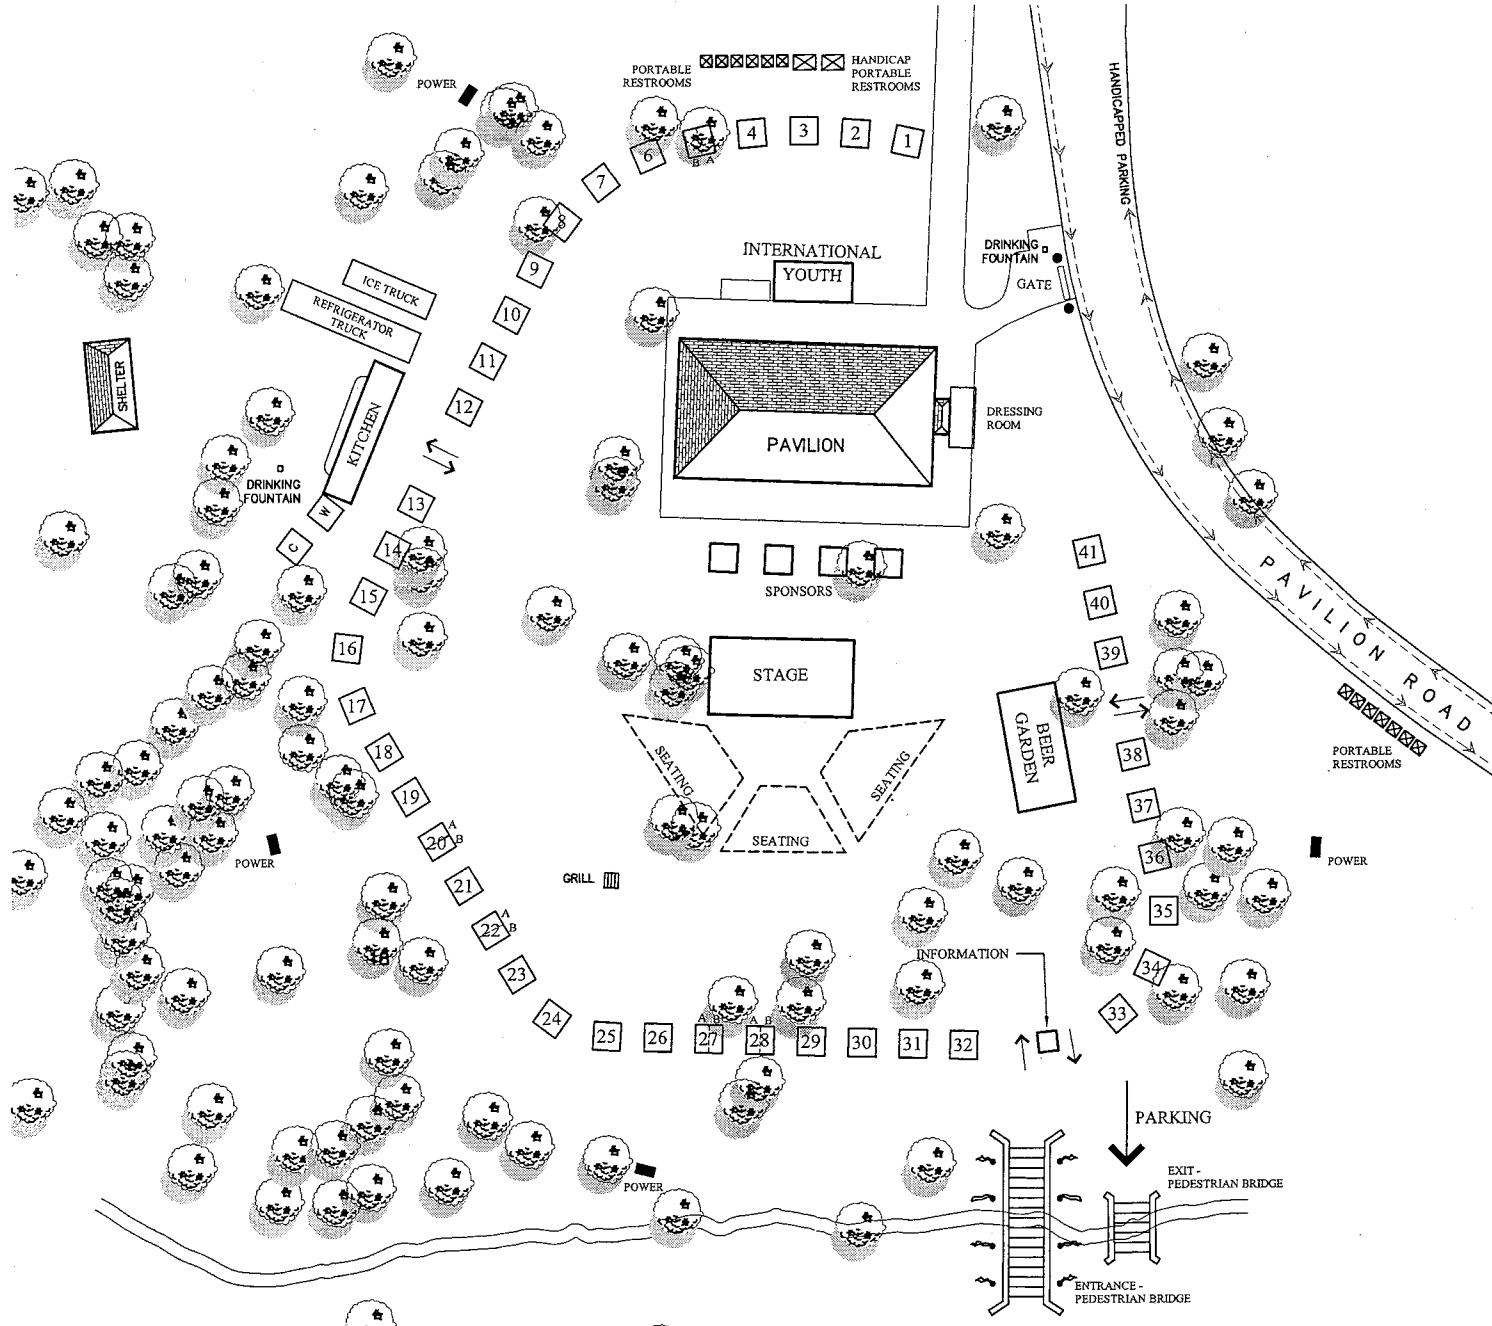 PORTABLE
RESTROOMS
HANDICAP
PORTABLE
RESTROOMS
POWER
HANDICAPPED PARKING
4
3
2
1
6
B A
7
8
9
10
11
12
INTERNATIONAL
YOUTH
DRINKING
FOUNTAIN
GATE
ICE TRUCK
REFRIGERATOR
TRUCK
SHELTER
KITCHEN
PAVILION
DRESSING
ROOM
DRINKING
FOUNTAIN
W
C
13
14
15
16
17
18
19
20
A
B
21
22
A
B
23
24
SPONSORS
STAGE
SEATING
SEATING
SEATING
BEER
GARDEN
41
40
39
38
37
36
35
34
33
PAVILION ROAD
PORTABLE
RESTROOMS
POWER
POWER
GRILL
INFORMATION
A B
A B
25
26
27
28
29
30
31
32
PARKING
EXIT -
PEDESTRIAN BRIDGE
POWER
ENTRANCE -
PEDESTRIAN BRIDGE